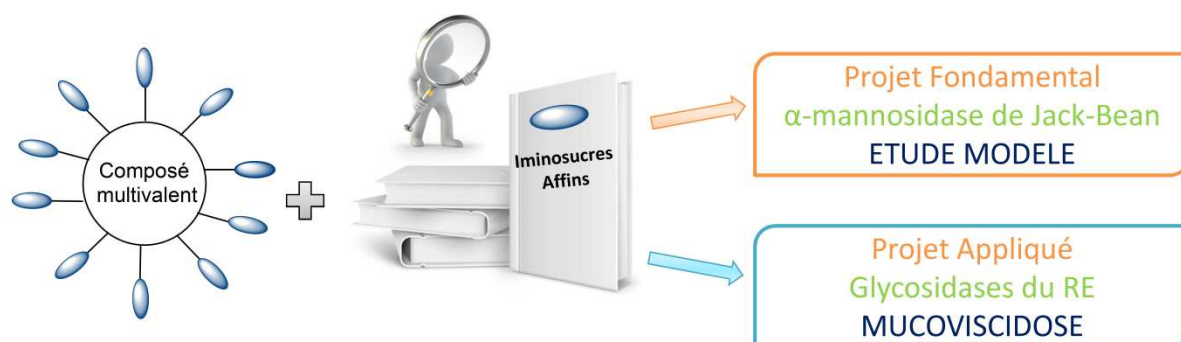 Composé
multivalent
Iminosucres
Affins
Projet Fondamental
α-mannosidase de Jack-Bean
ETUDE MODELE
Projet Appliqué
Glycosidases du RE
MUCOVISCIDOSE